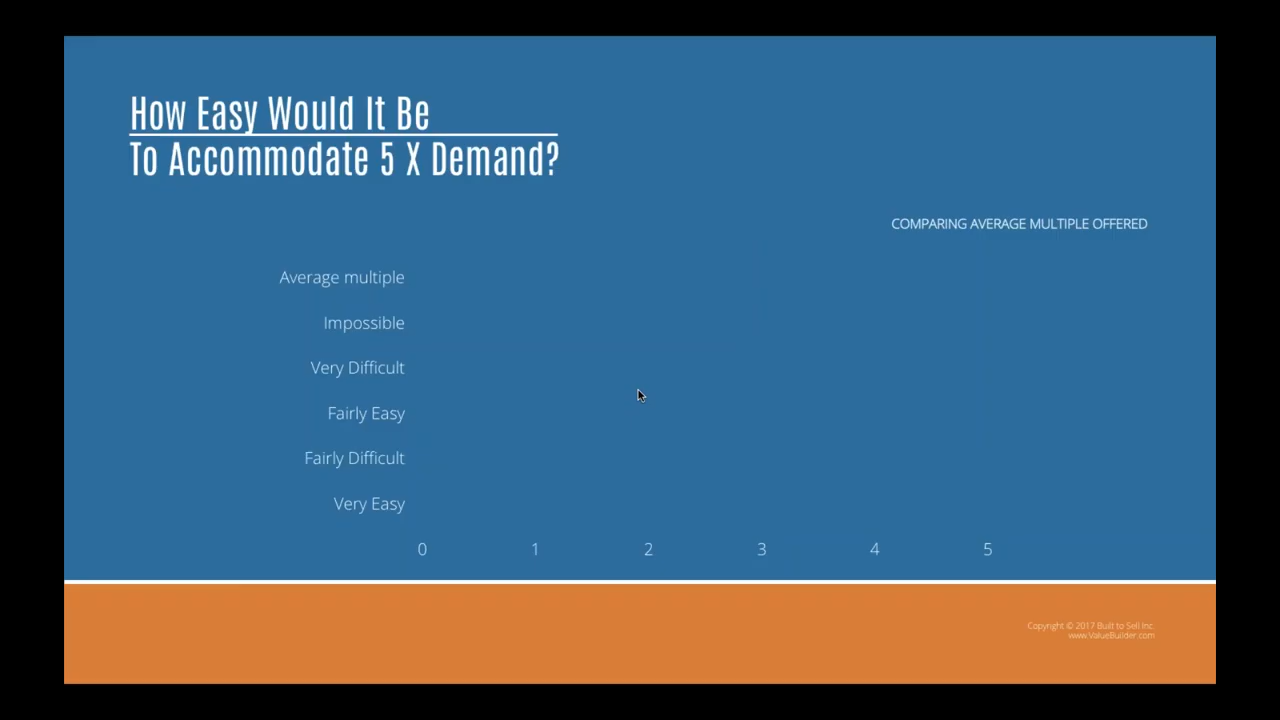 How Easy Would It Be
To Accommodate 5 X Demand?
COMPARING AVERAGE MULTIPLE OFFERED
Average multiple
Impossible
Very Difficult
Fairly Easy
Fairly Difficult
Very Easy
0 1 2 3 4 5
Copyright © 2017 Built to Sell Inc.
www.ValueBuilder.com